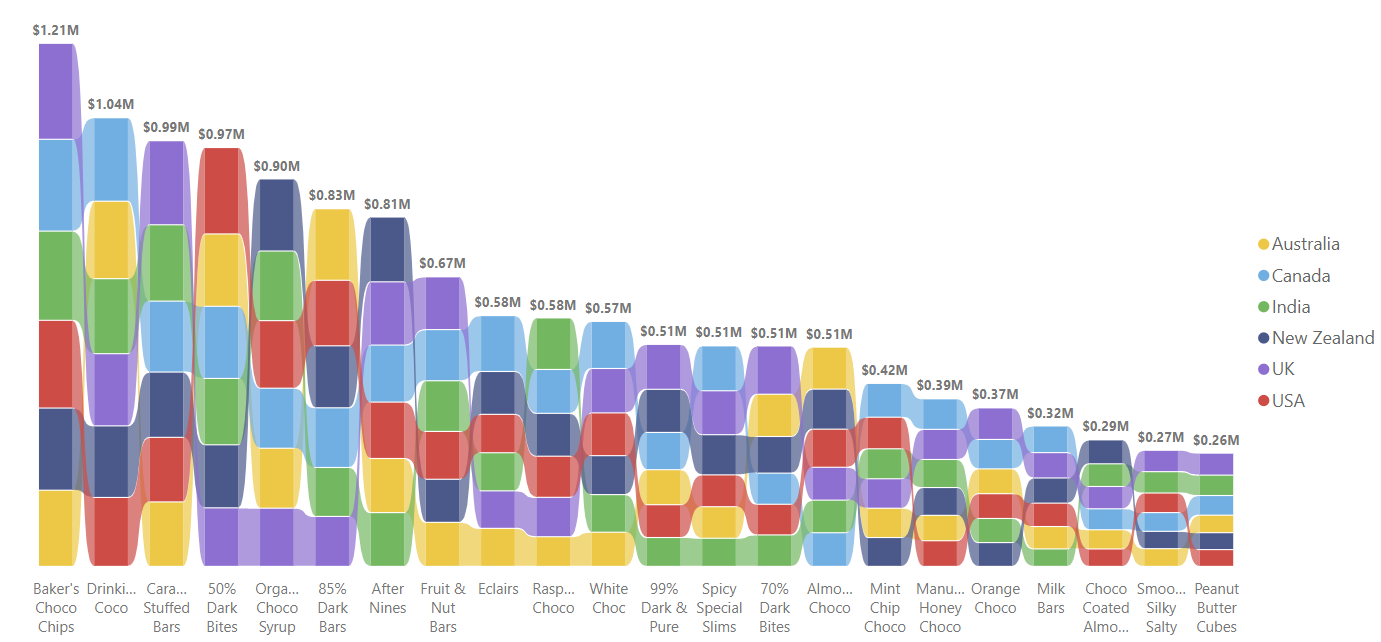 $1.21M
$1.04M
$0.99M
$0.97M
$0.90M
$0.83M
$0.81M
$0.67M
$0.58M
$0.58M
$0.57M
$0.51M
$0.51M
$0.51M
$0.51M
$0.42M
$0.39M
$0.37M
$0.32M
$0.29M
$0.27M
$0.26M
Australia
Canada
India
New Zealand
UK
USA
Baker's
Choco
Chips
Drinki...
Coco
Cara...
Stuffed
Bars
50%
Dark
Bites
Orga...
Choco
Syrup
85%
Dark
Bars
After
Nines
Fruit &
Nut
Bars
Eclairs
Rasp...
Choco
White
Choc
99%
Dark &
Pure
Spicy
Special
Slims
70%
Dark
Bites
Almo...
Choco
Mint
Chip
Choco
Manu...
Honey
Choco
Orange
Choco
Milk
Bars
Choco
Coated
Almo...
Smoo...
Silky
Salty
Peanut
Butter
Cubes